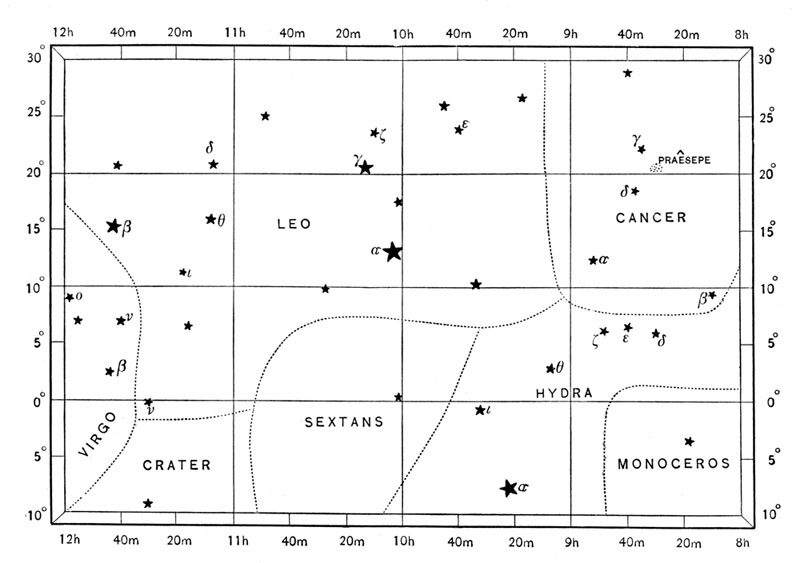 12h 40m 20m 11h 40m 20m 10h 40m 20m 9h 40m 20m 8h
30° 30°
25° 25°
δ ζ ε γ PRAESEPE
γ
20° 20°
δ
θ LEO CANCER
15° β 15°
α α
ι
10° 10°
ο β
ν
5° ζ ε δ 5°
β θ
HYDRA
0° 0°
ν ι
VIRGO SEXTANS
5° CRATER MONOCEROS 5°
α
10° 10°
12h 40m 20m 11h 40m 20m 10h 40m 20m 9h 40m 20m 8h